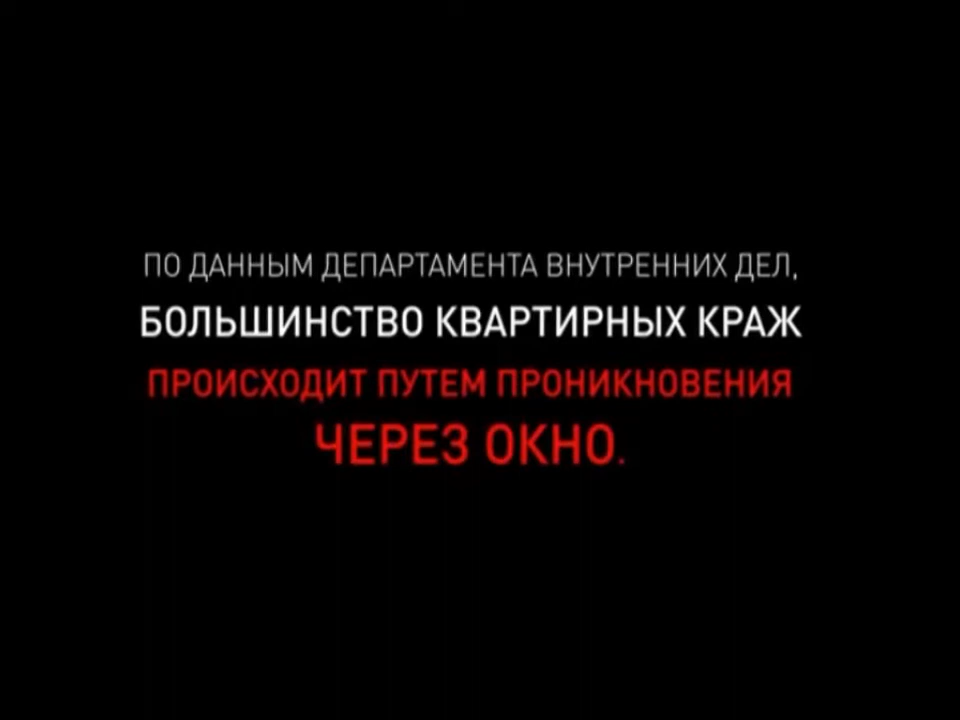 ПО ДАННЫМ ДЕПАРТАМЕНТА ВНУТРЕННИХ ДЕЛ,
БОЛЬШИНСТВО КВАРТИРНЫХ КРАЖ
ПРОИСХОДИТ ПУТЕМ ПРОНИКНОВЕНИЯ
ЧЕРЕЗ ОКНО.